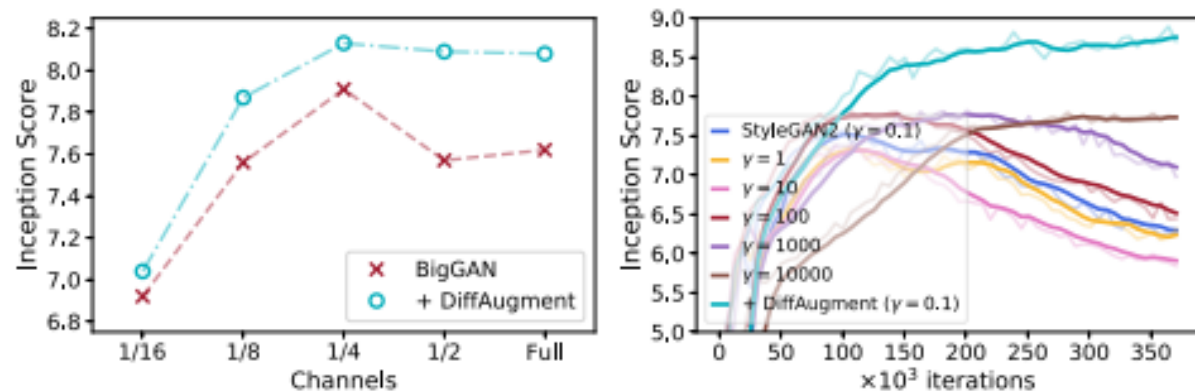 Inception Score
8.2
8.0
7.8
7.6
7.4
7.2
7.0
6.8
1/16 1/8 1/4 1/2 Full
Channels
BigGAN
+ DiffAugment
Inception Score
9.0
8.5
8.0
7.5
7.0
6.5
6.0
5.5
5.0
0 50 100 150 200 250 300 350
×10³ iterations
StyleGAN2 (γ = 0.1)
γ = 1
γ = 10
γ = 100
γ = 1000
γ = 10000
+ DiffAugment (γ = 0.1)